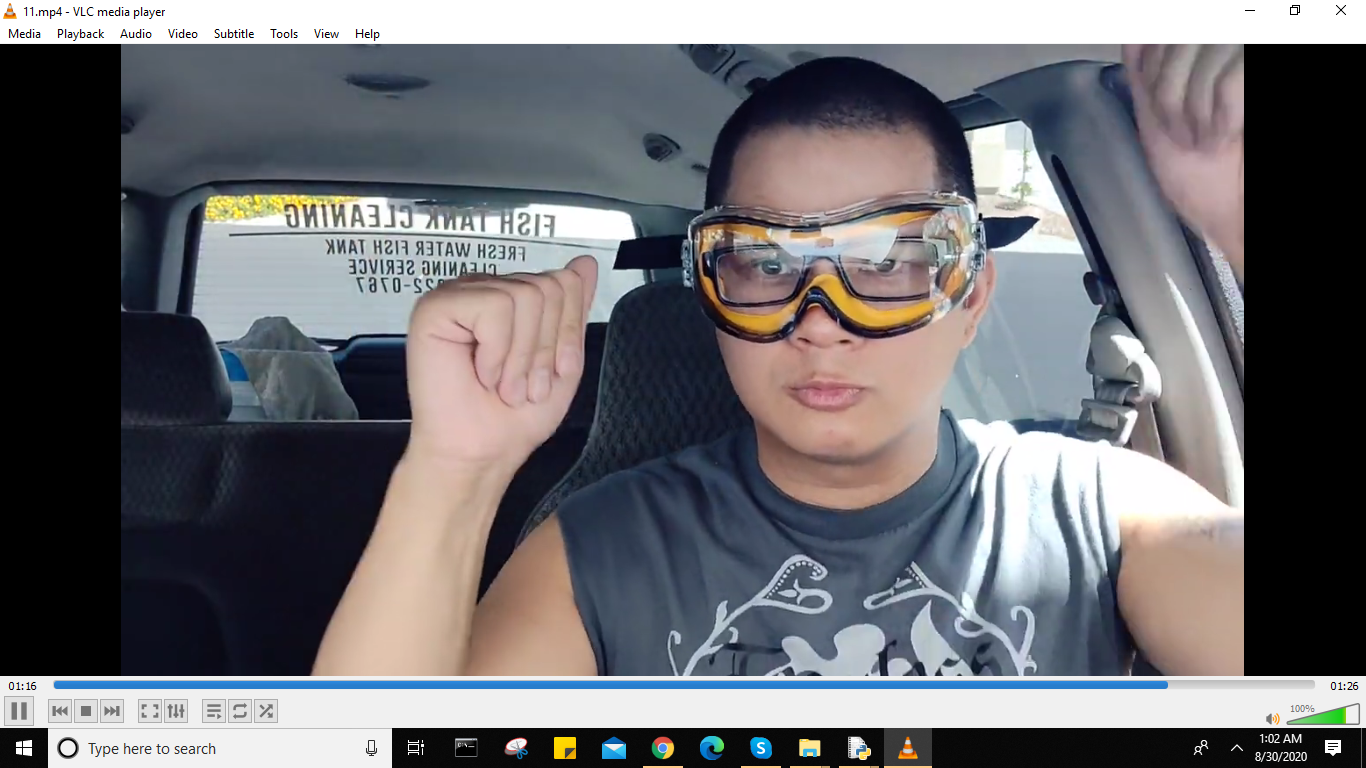 11.mp4 - VLC media player
Media Playback Audio Video Subtitle Tools View Help
FISH TANK CLEANING
FRESH WATER FISH TANK
CLEANING SERIVCE
22-0767
01:16
01:26
100%
Type here to search
1:02 AM
8/30/2020